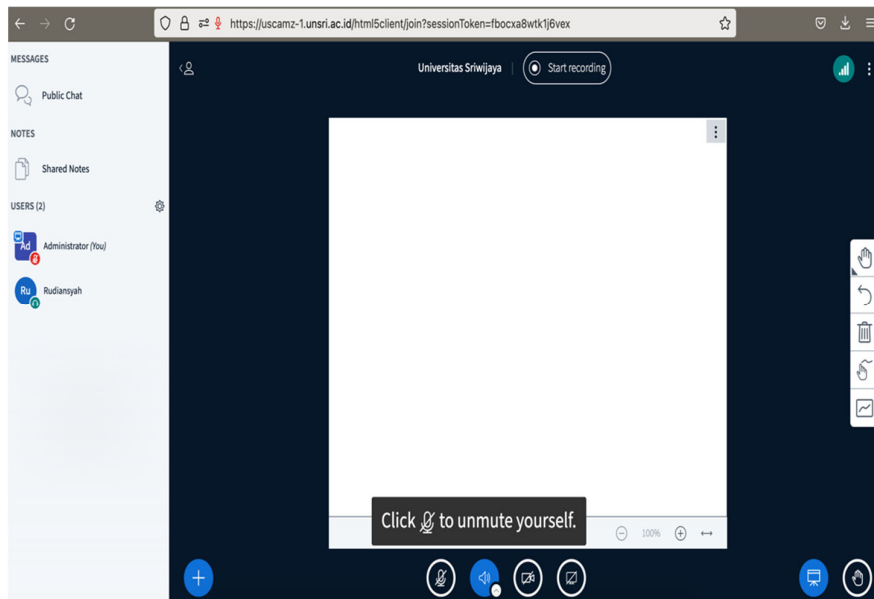 https://uscamz-1.unsri.ac.id/html5client/join?sessionToken=fbocxa8wtk1j6vex
MESSAGES
Public Chat
NOTES
Shared Notes
USERS (2)
Ad Administrator (You)
Ru Rudiansyah
Universitas Sriwijaya | Start recording
Click to unmute yourself.
100%